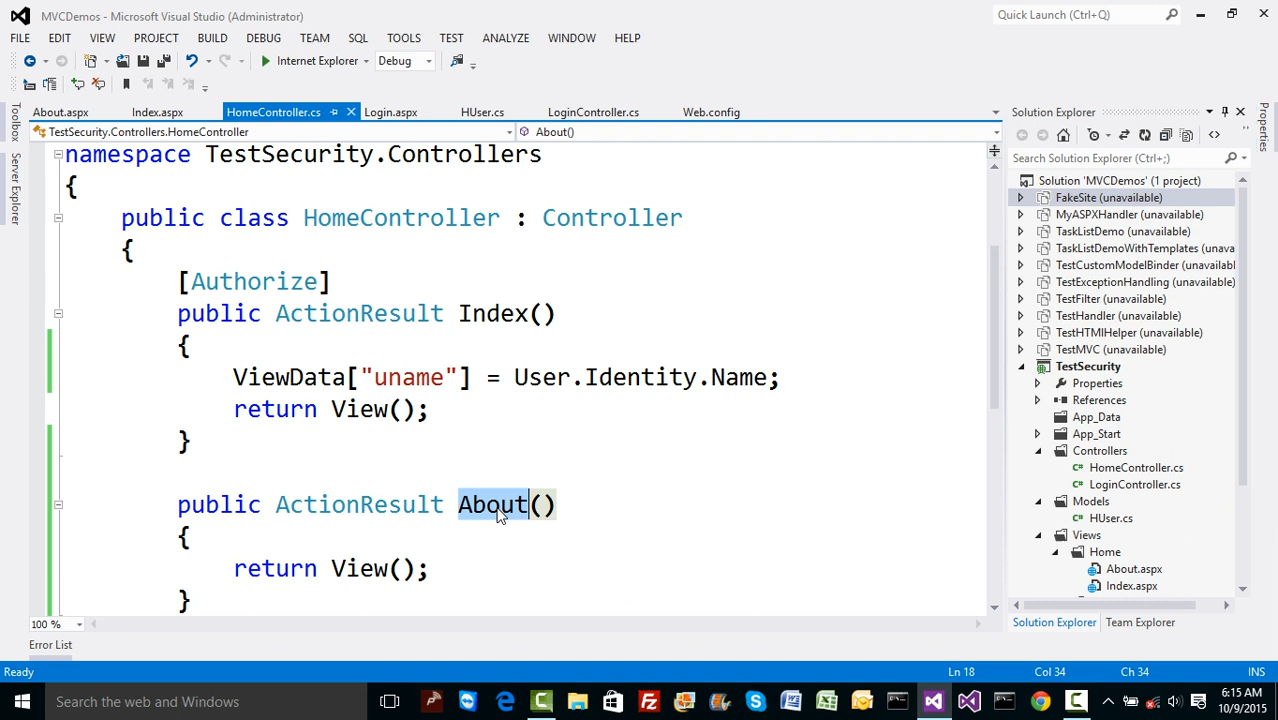 MVCDemos - Microsoft Visual Studio (Administrator)
Quick Launch (Ctrl+Q)
FILE EDIT VIEW PROJECT BUILD DEBUG TEAM SQL TOOLS TEST ANALYZE WINDOW HELP
Internet Explorer Debug
About.aspx Index.aspx HomeController.cs Login.aspx HUser.cs LoginController.cs Web.config
TestSecurity.Controllers.HomeController About()
Toolbox
Server Explorer
namespace TestSecurity.Controllers
{
public class HomeController : Controller
{
[Authorize]
public ActionResult Index()
{
ViewData["uname"] = User.Identity.Name;
return View();
}
public ActionResult About()
{
return View();
}
100 %
Error List
Solution Explorer
Search Solution Explorer (Ctrl+;)
Solution 'MVCDemos' (1 project)
FakeSite (unavailable)
MyASPXHandler (unavailable)
TaskListDemo (unavailable)
TaskListDemoWithTemplates (unava
TestCustomModelBinder (unavailabl
TestExceptionHandling (unavailable)
TestFilter (unavailable)
TestHandler (unavailable)
TestHTMlHelper (unavailable)
TestMVC (unavailable)
TestSecurity
Properties
References
App_Data
App_Start
Controllers
HomeController.cs
LoginController.cs
Models
HUser.cs
Views
Home
About.aspx
Index.aspx
Solution Explorer Team Explorer
Properties
Ready Ln 18 Col 34 Ch 34 INS
Search the web and Windows
6:15 AM
10/9/2015